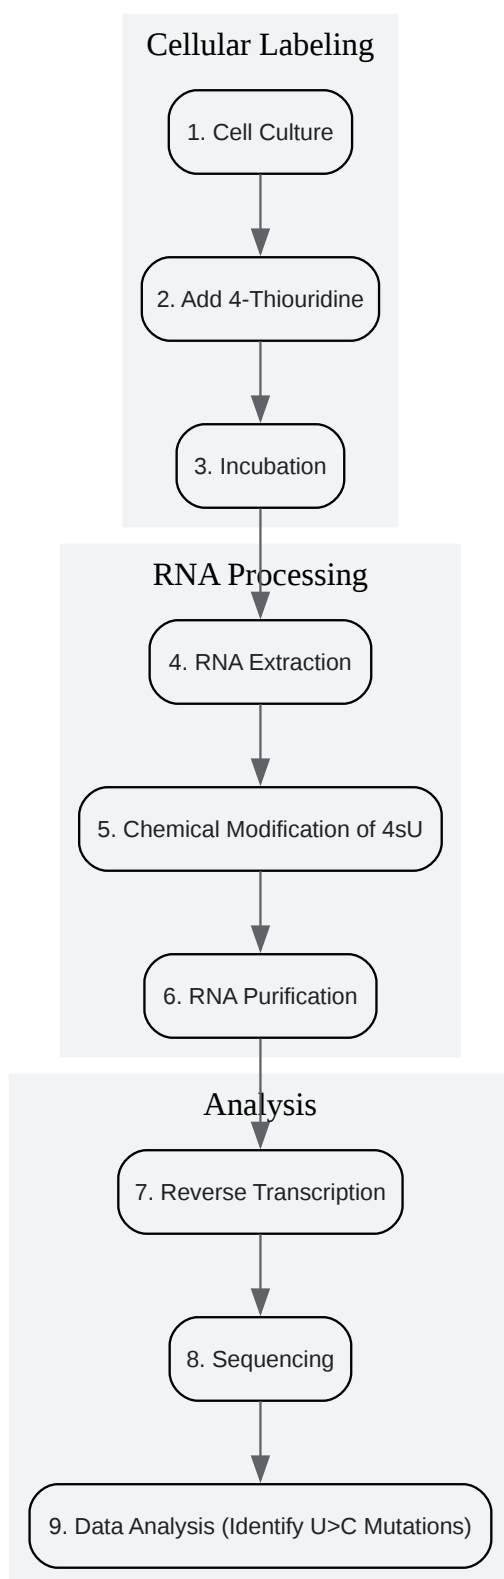 Cellular Labeling
1. Cell Culture
2. Add 4-Thiouridine
3. Incubation
RNA Processing
4. RNA Extraction
5. Chemical Modification of 4sU
6. RNA Purification
Analysis
7. Reverse Transcription
8. Sequencing
9. Data Analysis (Identify U>C Mutations)